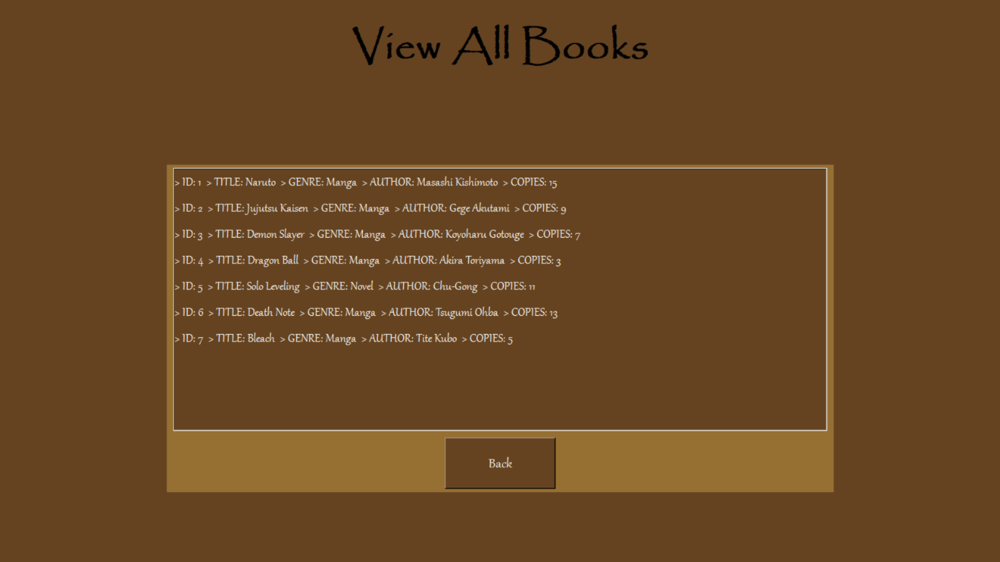 View All Books
> ID: 1 > TITLE: Naruto > GENRE: Manga > AUTHOR: Masashi Kishimoto > COPIES: 15
> ID: 2 > TITLE: Jujutsu Kaisen > GENRE: Manga > AUTHOR: Gege Akutami > COPIES: 9
> ID: 3 > TITLE: Demon Slayer > GENRE: Manga > AUTHOR: Koyoharu Gotouge > COPIES: 7
> ID: 4 > TITLE: Dragon Ball > GENRE: Manga > AUTHOR: Akira Toriyama > COPIES: 3
> ID: 5 > TITLE: Solo Leveling > GENRE: Novel > AUTHOR: Chu-Gong > COPIES: 11
> ID: 6 > TITLE: Death Note > GENRE: Manga > AUTHOR: Tsugumi Ohba > COPIES: 13
> ID: 7 > TITLE: Bleach > GENRE: Manga > AUTHOR: Tite Kubo > COPIES: 5
Back